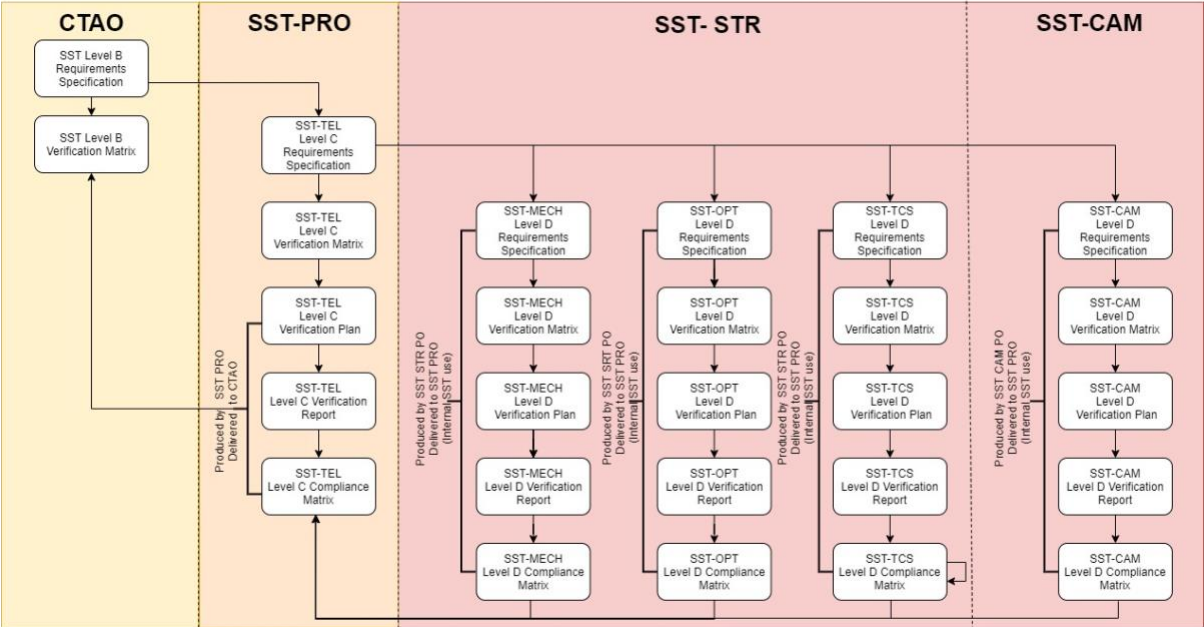 CTAO
SST Level B
Requirements
Specification
SST Level B
Verification Matrix
SST-PRO
SST-TEL
Level C
Requirements
Specification
SST-TEL
Level C
Verification Matrix
SST-TEL
Level C
Verification Plan
SST-TEL
Level C Verification
Report
SST-TEL
Level C Compliance
Matrix
Produced by SST PRO
Delivered to CTAO
SST- STR
SST-MECH
Level D
Requirements
Specification
SST-MECH
Level D
Verification Matrix
SST-MECH
Level D
Verification Plan
SST-MECH
Level D Verification
Report
SST-MECH
Level D Compliance
Matrix
Produced by SST STR PO
Delivered to SST PRO
(Internal SST use)
SST-OPT
Level D
Requirements
Specification
SST-OPT
Level D
Verification Matrix
SST-OPT
Level D
Verification Plan
SST-OPT
Level D Verification
Report
SST-OPT
Level D Compliance
Matrix
Produced by SST SRT PO
Delivered to SST PRO
(Internal SST use)
SST-TCS
Level D
Requirements
Specification
SST-TCS
Level D
Verification Matrix
SST-TCS
Level D
Verification Plan
SST-TCS
Level D Verification
Report
SST-TCS
Level D Compliance
Matrix
Produced by SST STR PO
Delivered to SST PRO
(Internal SST use)
SST-CAM
SST-CAM
Level D
Requirements
Specification
SST-CAM
Level D
Verification Matrix
SST-CAM
Level D
Verification Plan
SST-CAM
Level D Verification
Report
SST-CAM
Level D Compliance
Matrix
Produced by SST CAM PO
Delivered to SST PRO
(Internal SST use)